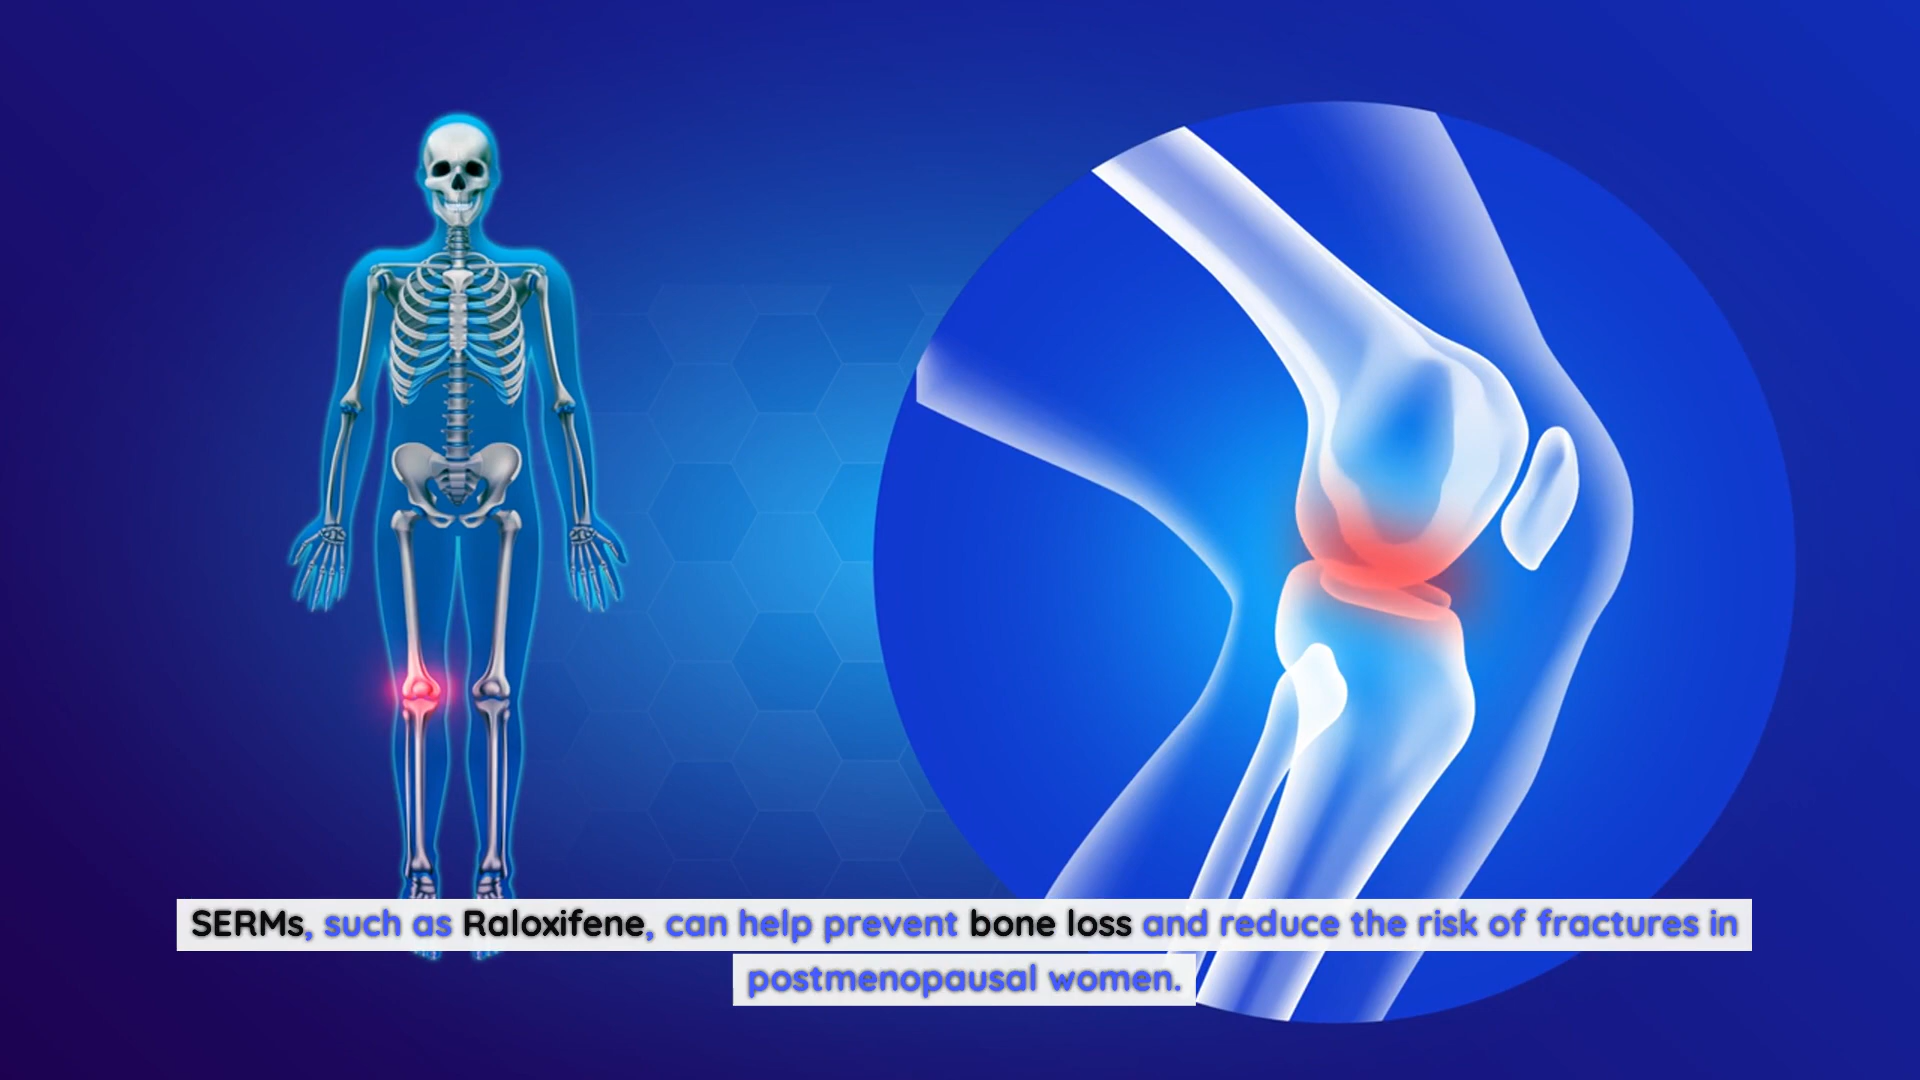 SERMs, such as Raloxifene, can help prevent bone loss and reduce the risk of fractures in
postmenopausal women.